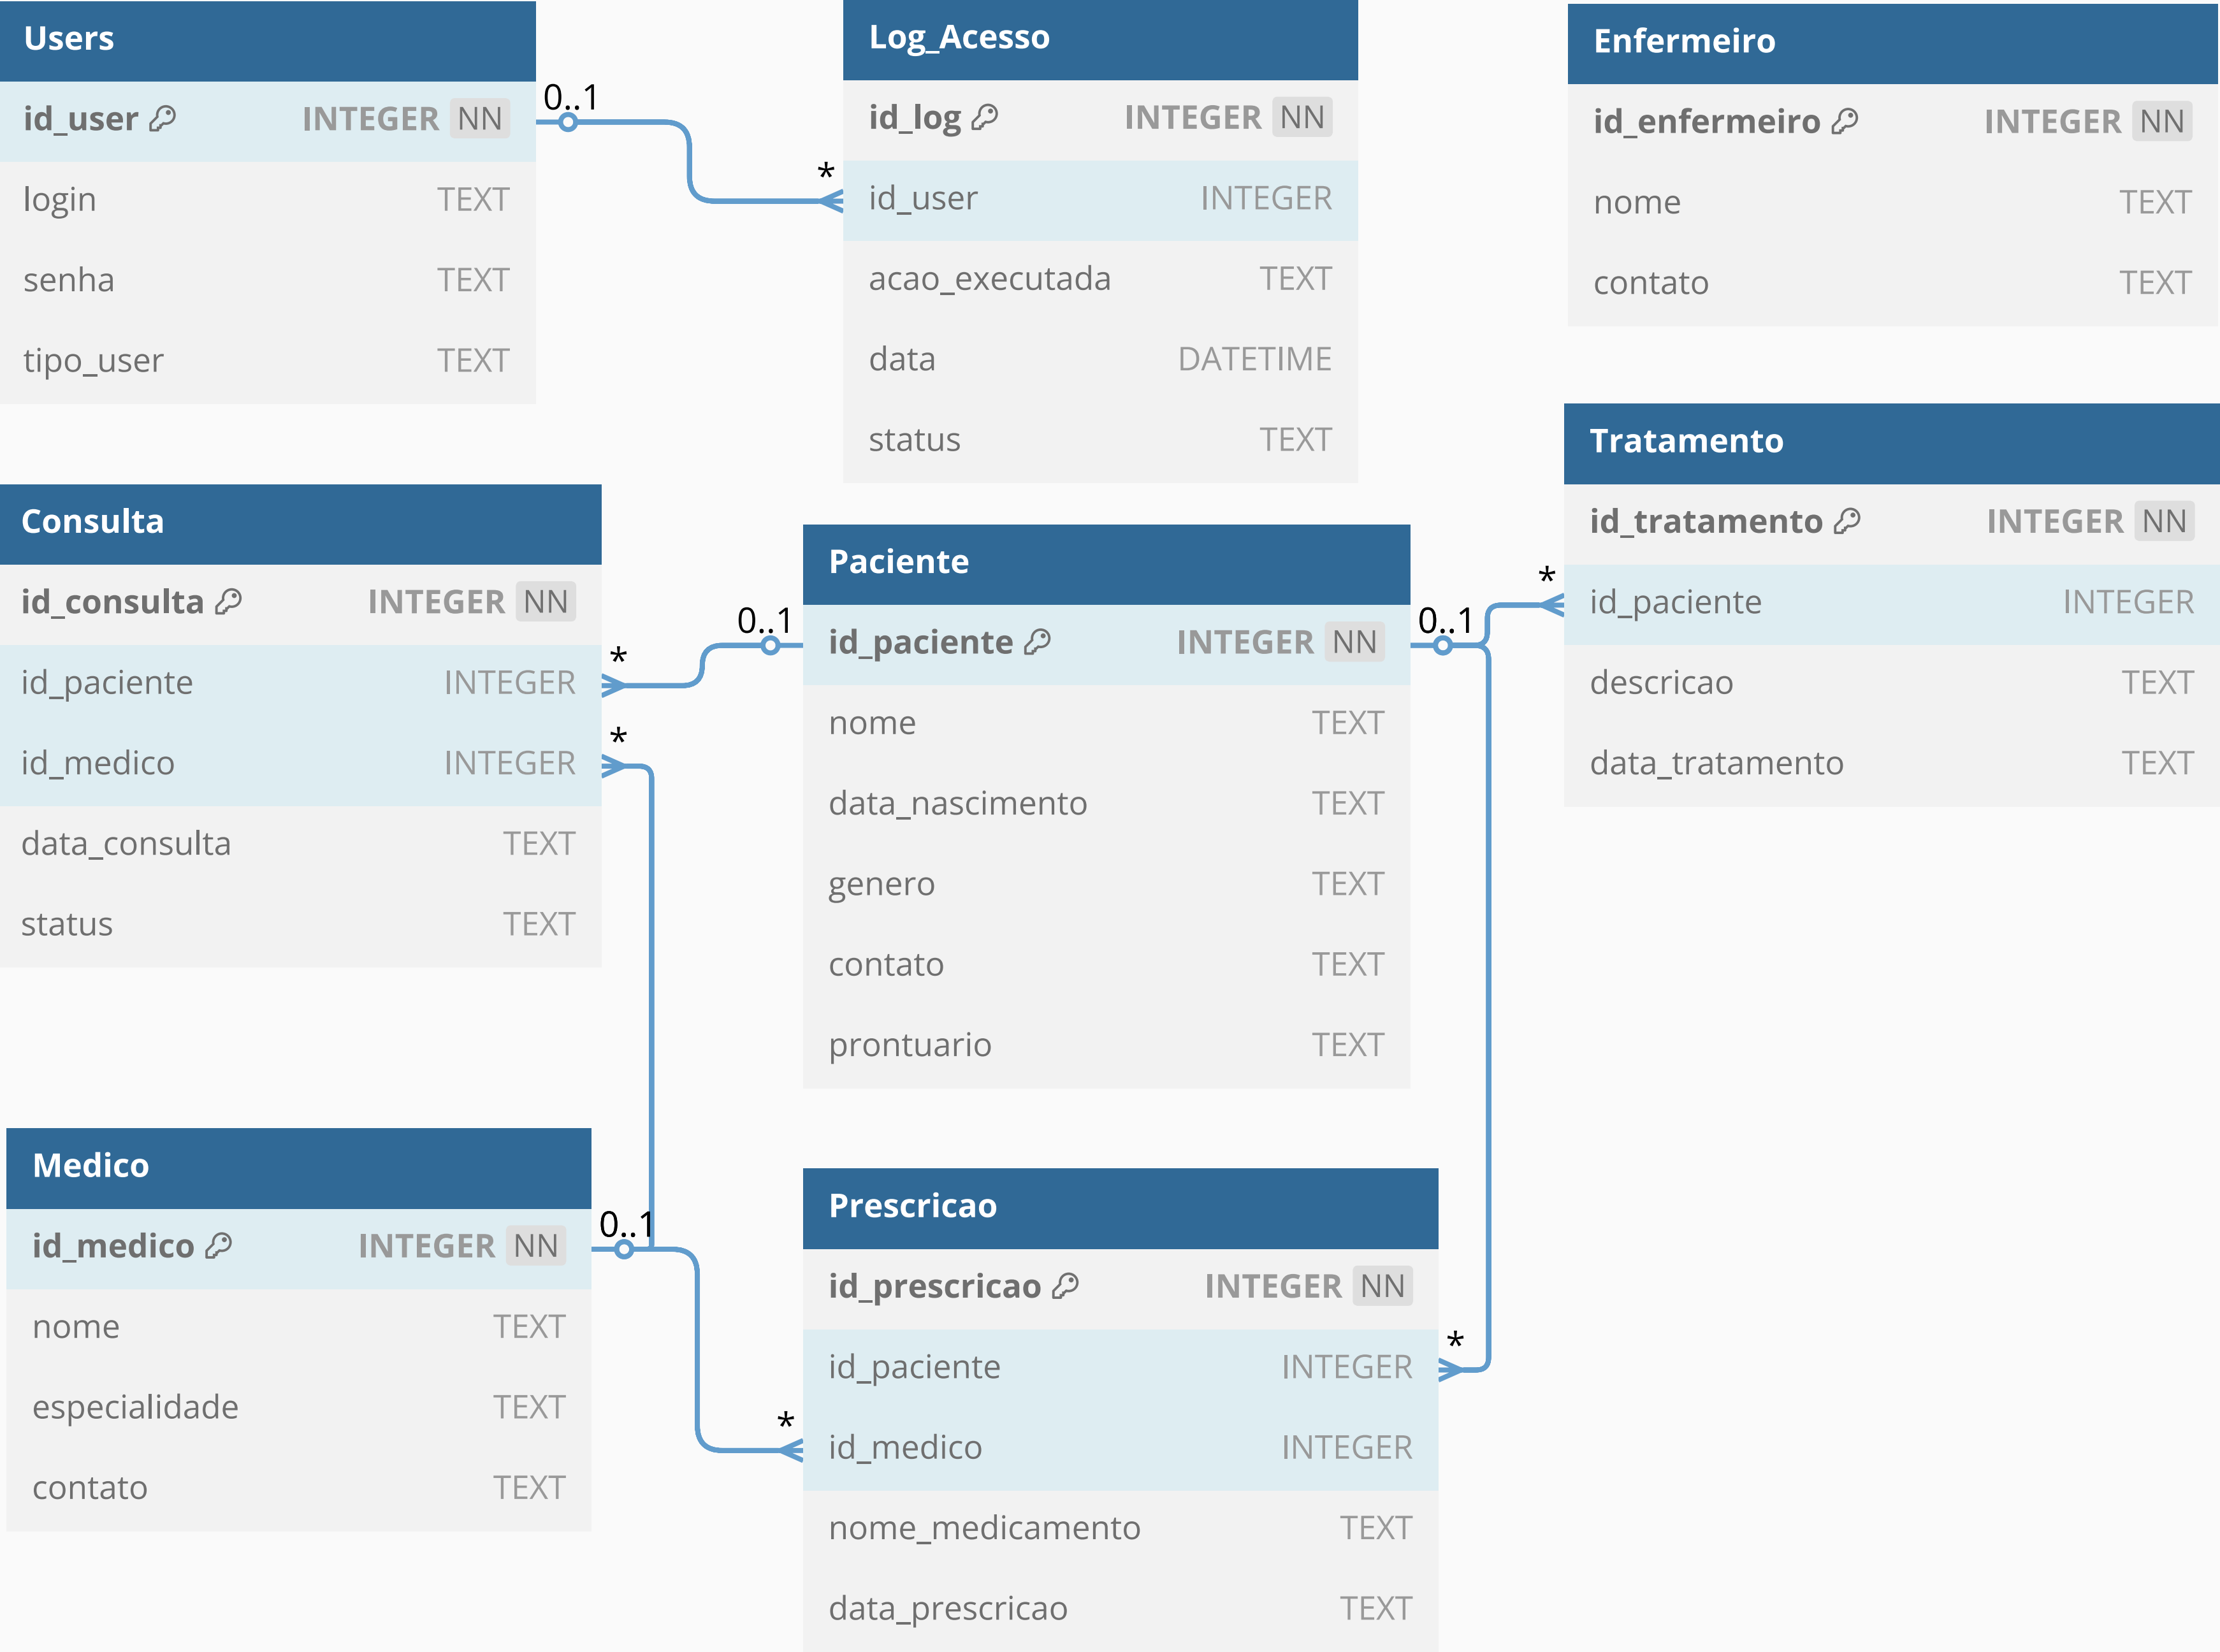 Users
id_user INTEGER NN
login TEXT
senha TEXT
tipo_user TEXT
0..1
*
Log_Acesso
id_log INTEGER NN
id_user INTEGER
acao_executada TEXT
data DATETIME
status TEXT
Enfermeiro
id_enfermeiro INTEGER NN
nome TEXT
contato TEXT
Consulta
id_consulta INTEGER NN
id_paciente INTEGER
id_medico INTEGER
data_consulta TEXT
status TEXT
*
*
0..1
Paciente
id_paciente INTEGER NN
nome TEXT
data_nascimento TEXT
genero TEXT
contato TEXT
prontuario TEXT
0..1
*
Tratamento
id_tratamento INTEGER NN
id_paciente INTEGER
descricao TEXT
data_tratamento TEXT
Medico
id_medico INTEGER NN
nome TEXT
especialidade TEXT
contato TEXT
0..1
*
Prescricao
id_prescricao INTEGER NN
id_paciente INTEGER
id_medico INTEGER
nome_medicamento TEXT
data_prescricao TEXT
*